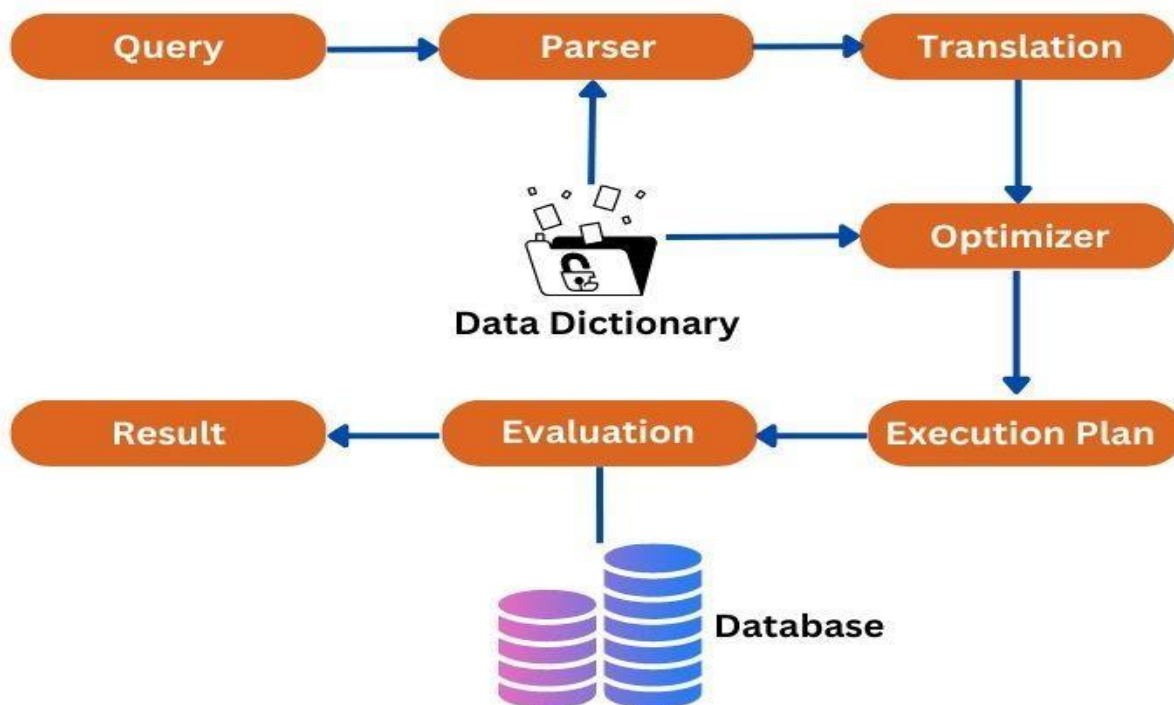 Query
Parser
Translation
Optimizer
Data Dictionary
Result
Evaluation
Execution Plan
Database